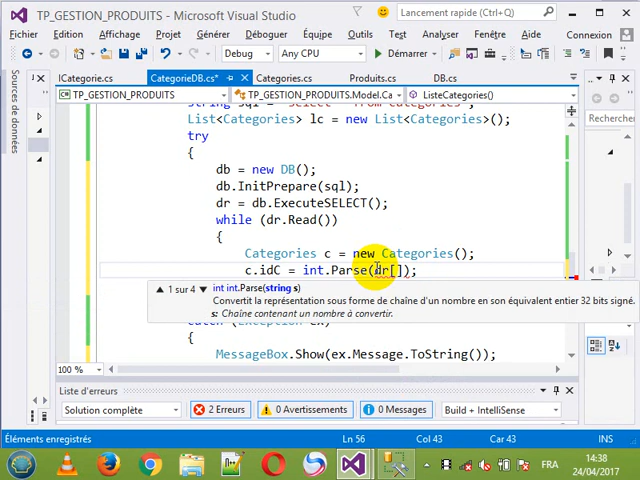 TP_GESTION_PRODUITS - Microsoft Visual Studio
Lancement rapide (Ctrl+Q)
Fichier Edition Affichage Projet Générer Déboguer Équipe Outils Test Analyser
Fenêtre Aide Connexion
Debug Any CPU Démarrer
Sources de données
ICategorie.cs CategorieDB.cs* Categories.cs Produits.cs DB.cs
TP_GESTION_PRODUITS TP_GESTION_PRODUITS.Model.Ca ListeCategories()
Recherche
List<Categories> lc = new List<Categories>();
try
{
db = new DB();
db.InitPrepare(sql);
dr = db.ExecuteSELECT();
while (dr.Read())
{
Categories c = new Categories();
c.idC = int.Parse(dr[]);
1 sur 4 int int.Parse(string s)
Convertit la représentation sous forme de chaîne d'un nombre en son équivalent entier 32 bits signé.
s: Chaîne contenant un nombre à convertir.
catch (Exception ex)
{
MessageBox.Show(ex.Message.ToString());
100 %
Liste d'erreurs
Solution complète 2 Erreurs 0 Avertissements 0 Messages Build + IntelliSense
Éléments enregistrés Ln 56 Col 43 Car 43 INS
FRA
14:38
24/04/2017